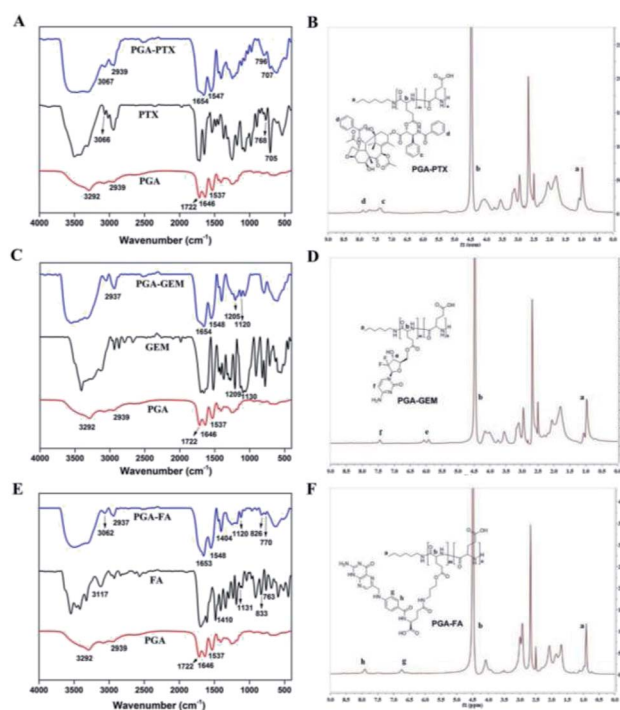 A
PGA-PTX
3067
2939
1654
1547
796
707
PTX
3066
768
705
PGA
3292
2939
1722
1646
1537
4000 3500 3000 2500 2000 1500 1000 500
Wavenumber (cm-1)
B
PGA-PTX
a
b
c
d
C
PGA-GEM
2937
1654
1548
1205
1120
GEM
1209
1130
PGA
3292
2939
1722
1646
1537
4000 3500 3000 2500 2000 1500 1000 500
Wavenumber (cm-1)
D
PGA-GEM
a
b
e
f
E
PGA-FA
3062
2937
1653
1548
1404
1120
826
770
FA
3117
1410
1131
833
763
PGA
3292
2939
1722
1646
1537
4000 3500 3000 2500 2000 1500 1000 500
Wavenumber (cm-1)
F
PGA-FA
a
b
g
h
f1 (ppm)